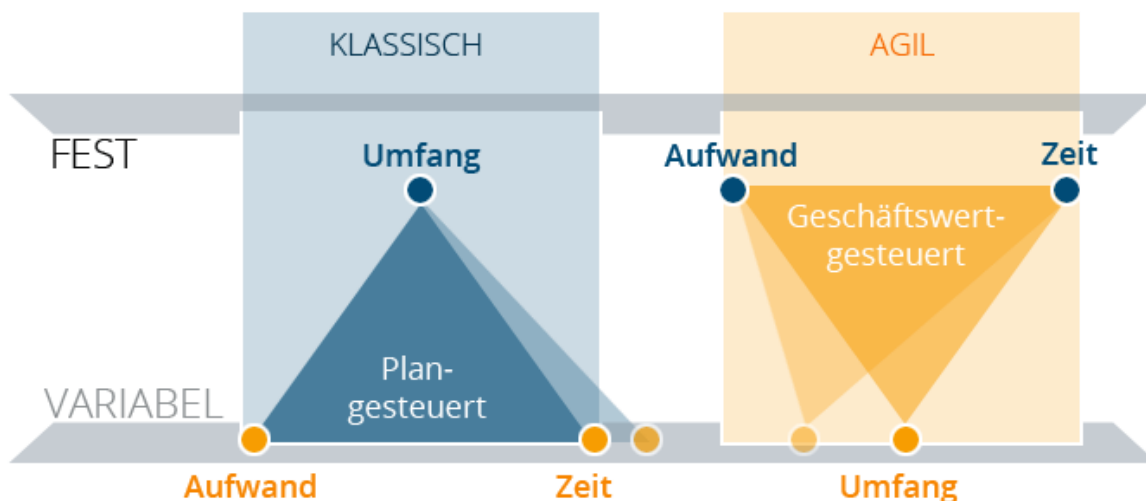 KLASSISCH
AGIL
FEST
Umfang
Aufwand
Zeit
Geschäftswert-
gesteuert
Plan-
gesteuert
VARIABEL
Aufwand
Zeit
Umfang